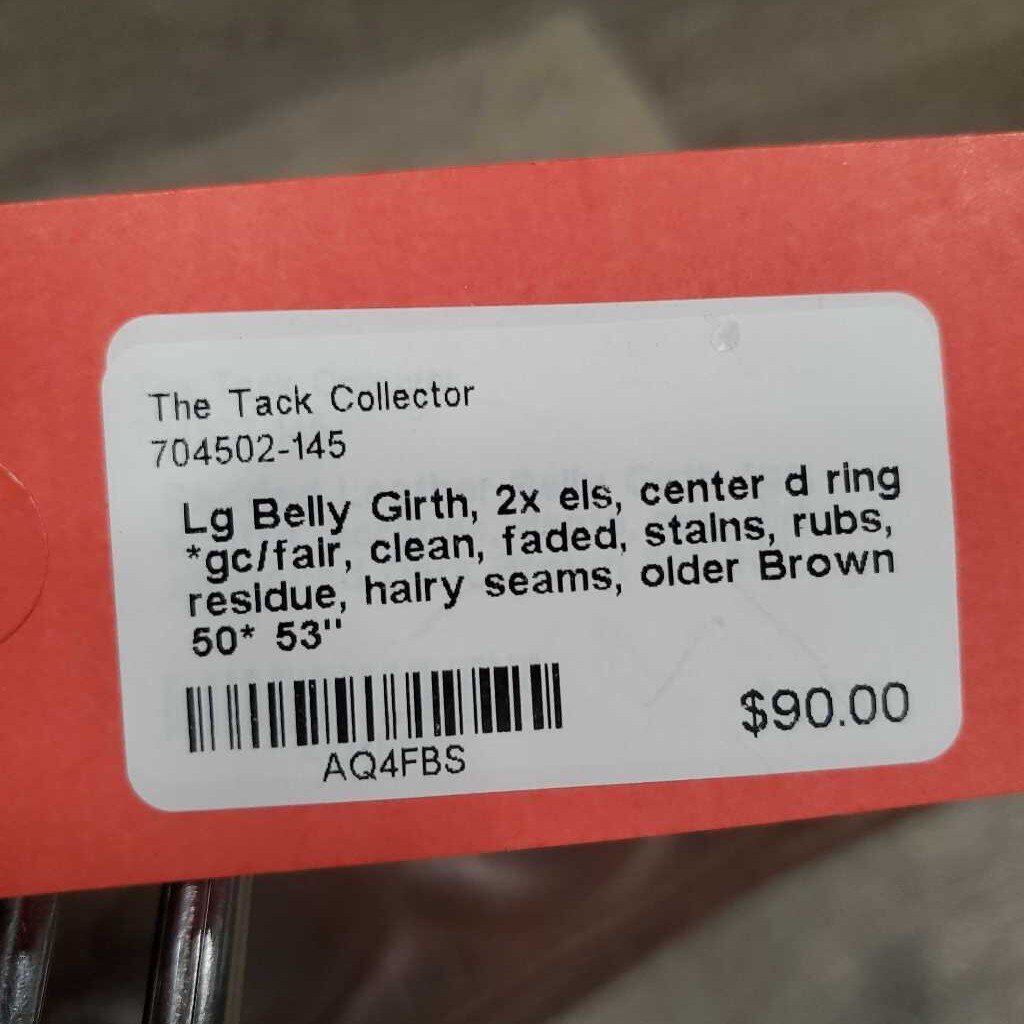 The Tack Collector
704502-145
Lg Belly Girth, 2x els, center d ring
*gc/fair, clean, faded, stains, rubs,
residue, hairy seams, older Brown
50* 53"
$90.00
AQ4FBS